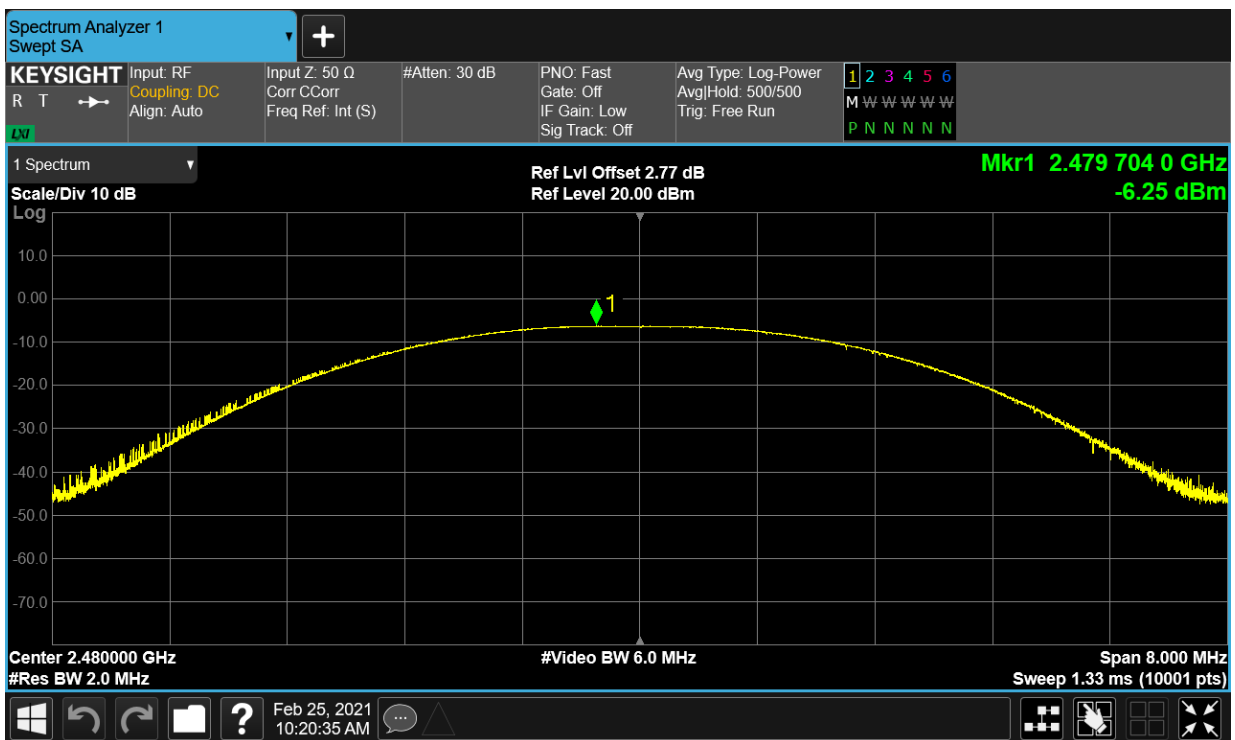 Spectrum Analyzer 1
Swept SA
KEYSIGHT
R T
LXI
Input: RF
Coupling: DC
Align: Auto
Input Z: 50 Ω
Corr CCorr
Freq Ref: Int (S)
#Atten: 30 dB
PNO: Fast
Gate: Off
IF Gain: Low
Sig Track: Off
Avg Type: Log-Power
Avg|Hold: 500/500
Trig: Free Run
1 2 3 4 5 6
M W W W W W
P N N N N N
1 Spectrum
Scale/Div 10 dB
Log
Ref Lvl Offset 2.77 dB
Ref Level 20.00 dBm
Mkr1 2.479 704 0 GHz
-6.25 dBm
10.0
0.00
1
-10.0
-20.0
-30.0
-40.0
-50.0
-60.0
-70.0
Center 2.480000 GHz
#Video BW 6.0 MHz
Span 8.000 MHz
#Res BW 2.0 MHz
Sweep 1.33 ms (10001 pts)
?
Feb 25, 2021
10:20:35 AM